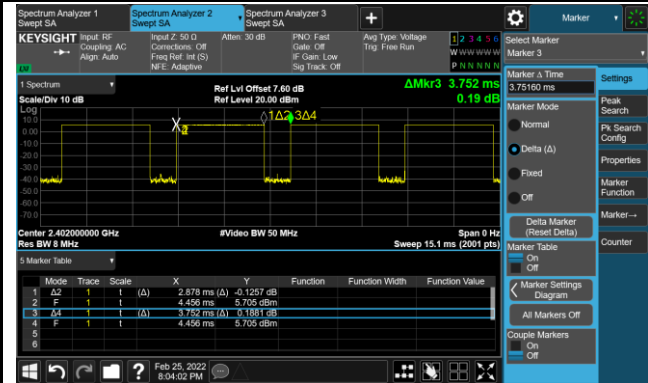 Spectrum Analyzer 1
Swept SA
Spectrum Analyzer 2
Swept SA
Spectrum Analyzer 3
Swept SA
+
Marker
KEYSIGHT
Input: RF
Coupling: AC
Align: Auto
Input Z: 50 Ω
Corrections: Off
Freq Ref: Int (S)
NFE: Adaptive
Atten: 30 dB
PNO: Fast
Gate: Off
IF Gain: Low
Sig Track: Off
Avg Type: Voltage
Trig: Free Run
1 2 3 4 5 6
W W W W W W
P N N N N N
Select Marker
Marker 3
1 Spectrum
Scale/Div 10 dB
Ref Lvl Offset 7.60 dB
Ref Level 20.00 dBm
ΔMkr3 3.752 ms
0.19 dB
Log
10.0
0.00
-10.0
-20.0
-30.0
-40.0
-50.0
-60.0
-70.0
X
2
1Δ2
3Δ4
Center 2.402000000 GHz
Res BW 8 MHz
#Video BW 50 MHz
Span 0 Hz
Sweep 15.1 ms (2001 pts)
5 Marker Table
Mode Trace Scale X Y Function Function Width Function Value
1 Δ2 1 t (Δ) 2.878 ms (Δ) -0.1257 dB
2 F 1 t 4.456 ms 5.705 dBm
3 Δ4 1 t (Δ) 3.752 ms (Δ) 0.1881 dB
4 F 1 t 4.456 ms 5.705 dBm
5
6
Marker Δ Time
3.75160 ms
Marker Mode
Normal
Delta (Δ)
Fixed
Off
Delta Marker
(Reset Delta)
Marker Table
On
Off
Marker Settings
Diagram
All Markers Off
Couple Markers
On
Off
Settings
Peak
Search
Pk Search
Config
Properties
Marker
Function
Marker→
Counter
?
Feb 25, 2022
8:04:02 PM